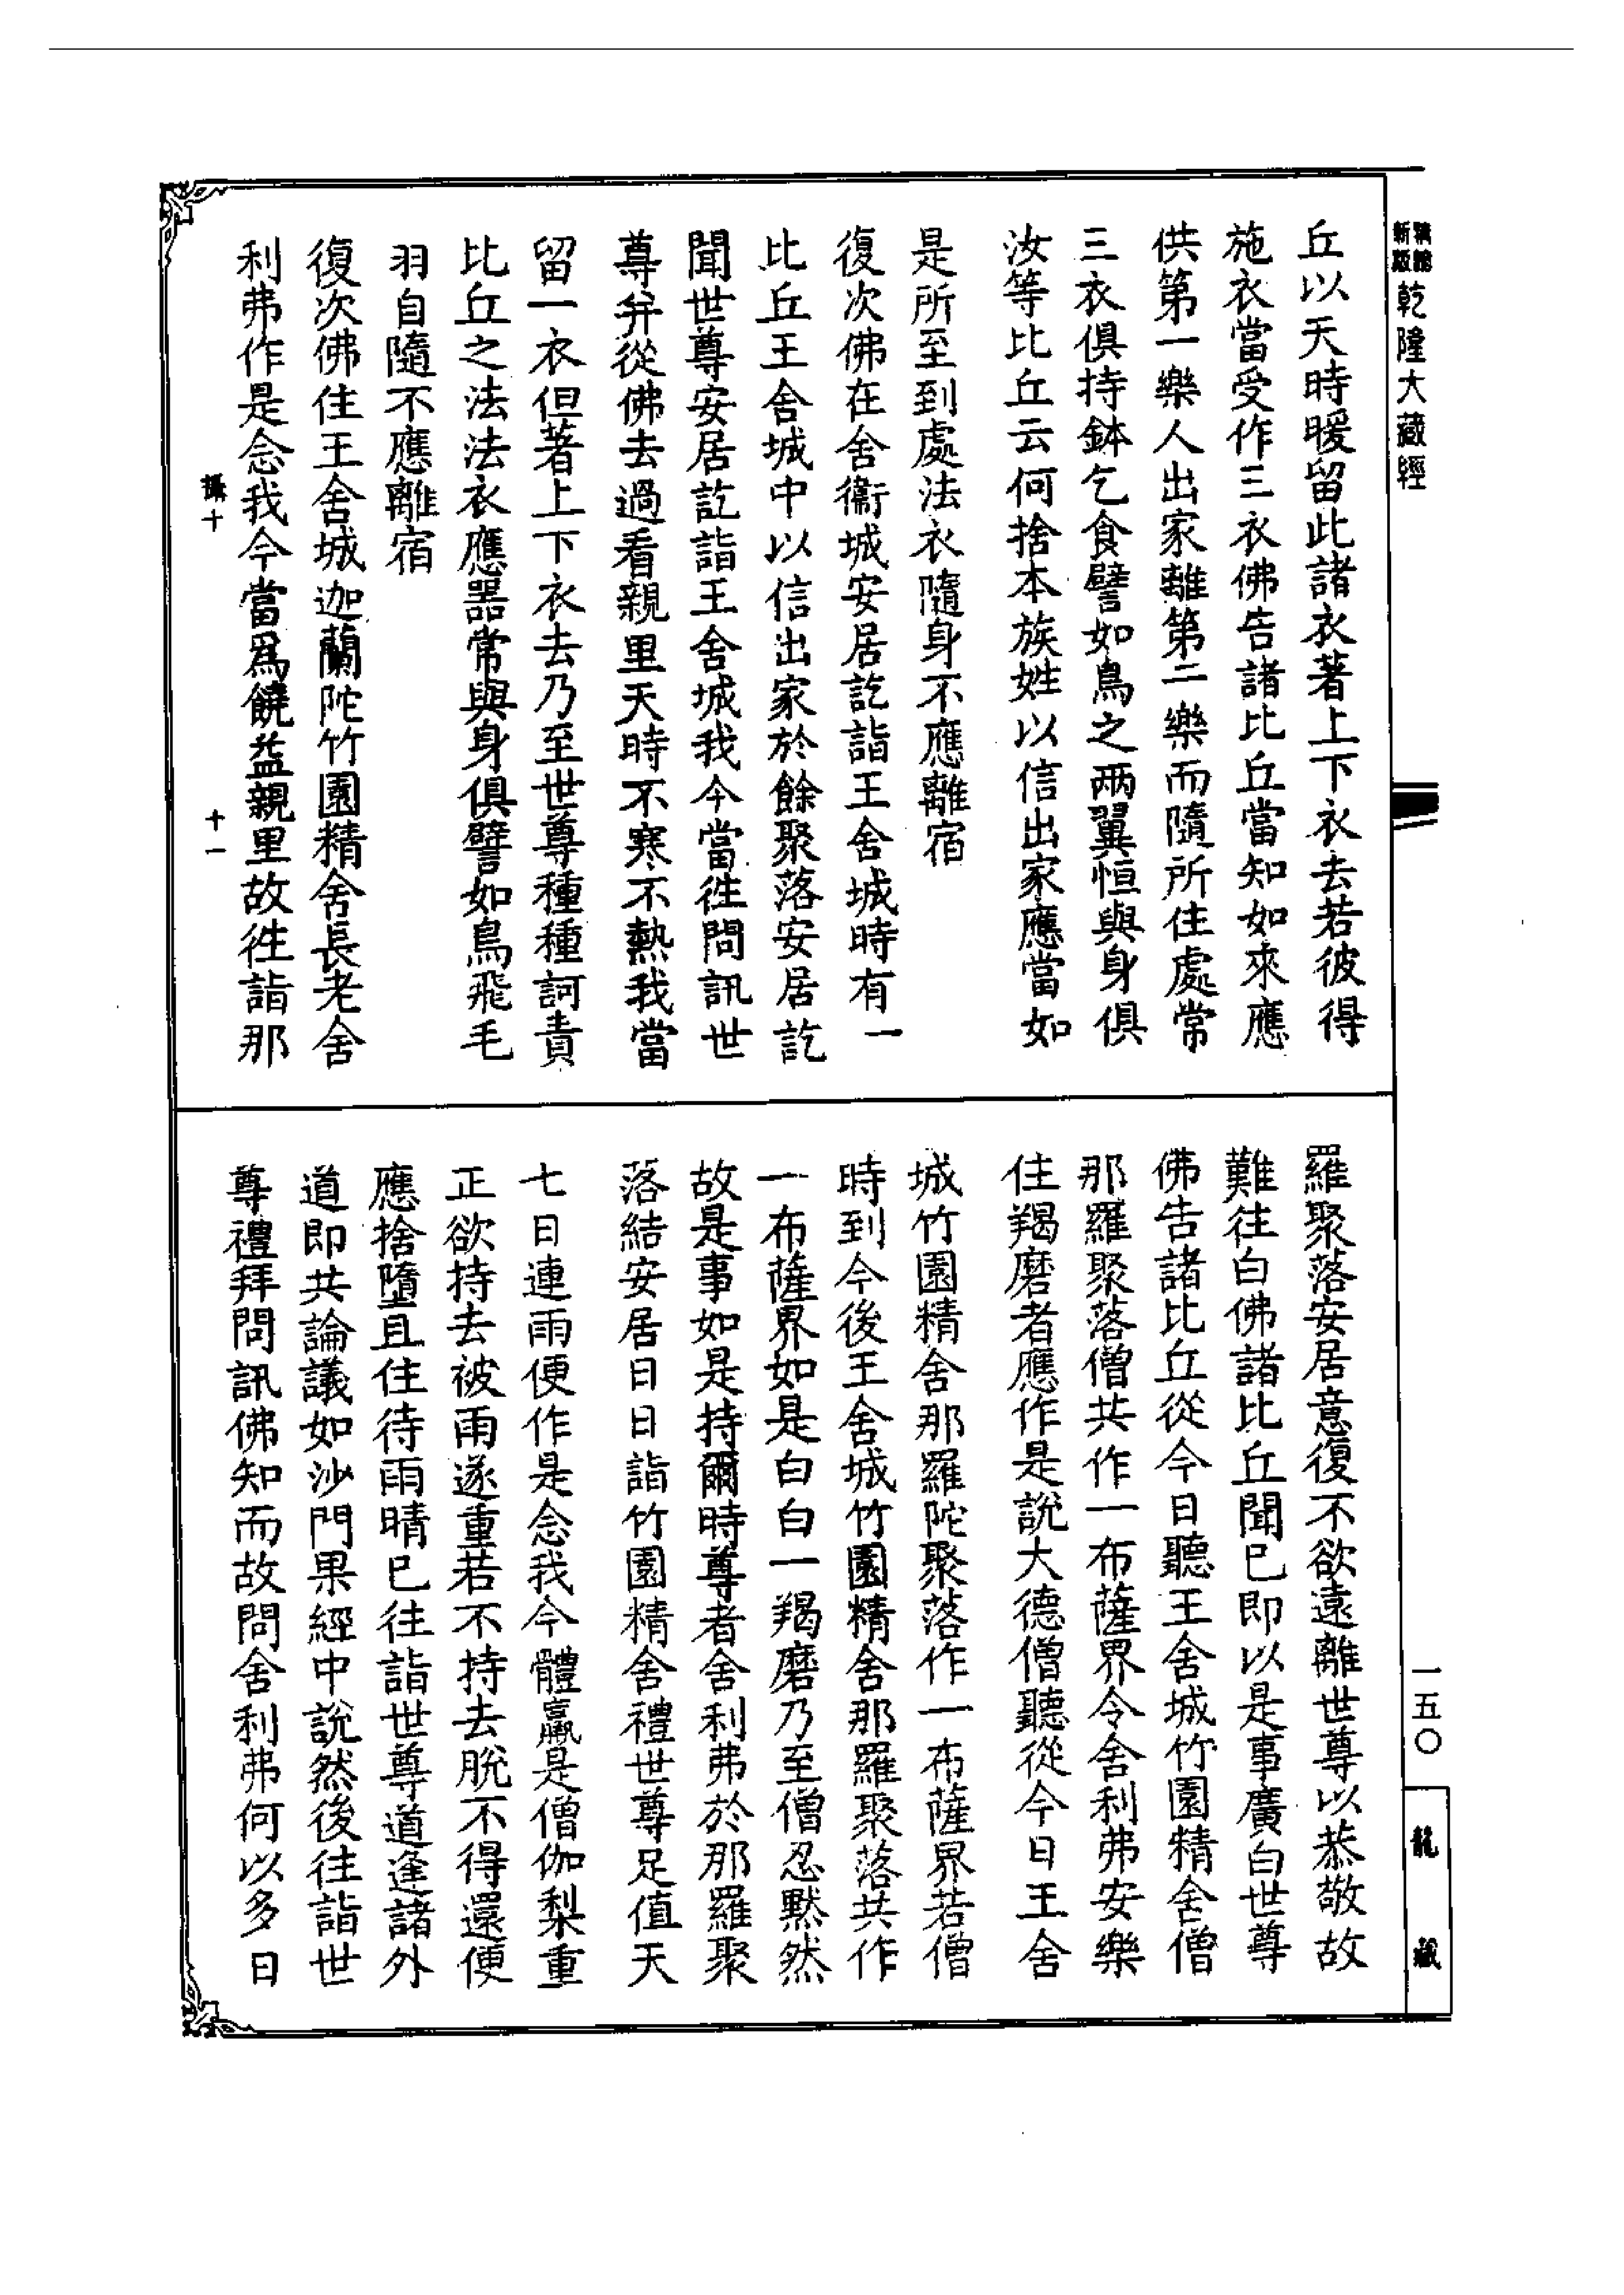 新版
乾隆大藏經
丘以天時暖留此諸衣著上下衣去若彼得
施衣當受作三衣佛告諸比丘當知如來應
供第一樂人出家離第二樂而隨所住處常
三衣俱持鉢乞食譬如鳥之兩翼恒與身俱
汝等比丘云何捨本族姓以信出家應當如
是所至到處法衣隨身不應離宿
復次佛在舍衞城安居訖詣王舍城時有一
比丘王舍城中以信出家於餘聚落安居訖
聞世尊安居訖詣王舍城我今當徃問訊世
尊并從佛去過看親里天時不寒不熱我當
留一衣但著上下衣去乃至世尊種種訶責
比丘之法法衣應器常與身俱譬如鳥飛毛
羽自隨不應離宿
復次佛住王舍城迦蘭陀竹園精舍長老舍
利弗作是念我今當爲饒益親里故徃詣那
十
十一
羅聚落安居意復不欲遠離世尊以恭敬故
難往白佛諸比丘聞已即以是事廣白世尊
佛告諸比丘從今日聽王舍城竹園精舍僧
那羅聚落僧共作一布薩界令舍利弗安樂
住羯磨者應作是說大德僧聽從今日王舍
城竹園精舍那羅陀聚落作一布薩界若僧
時到今後王舍城竹園精舍那羅聚落共作
一布薩界如是白白一羯磨乃至僧忍黙然
故是事如是持爾時尊者舍利弗於那羅聚
落結安居日日詣竹園精舍禮世尊足值天
七日連雨便作是念我今體羸是僧伽梨重
正欲持去被雨遂重若不持去脫不得還便
應捨墮且住待雨晴已往詣世尊道逢諸外
道即共論議如沙門果經中說然後往詣世
尊禮拜問訊佛知而故問舍利弗何以多日
一五〇
龍藏